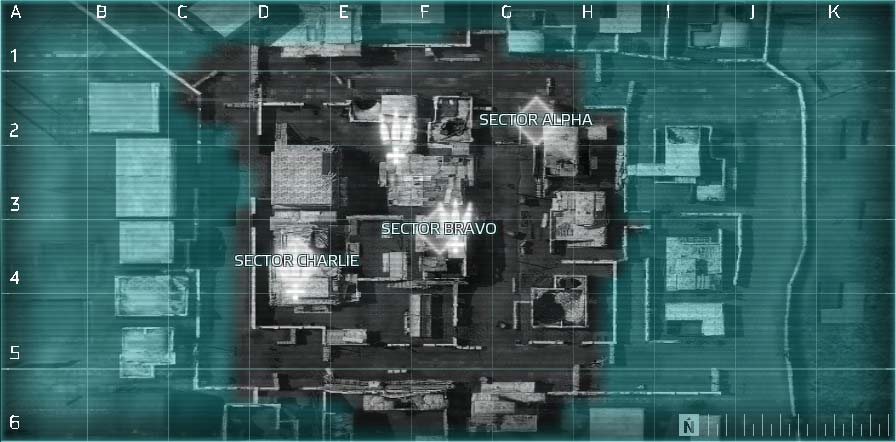 A B C D E F G H I J K
1
2
SECTOR ALPHA
3
SECTOR BRAVO
SECTOR CHARLIE
4
5
6
N